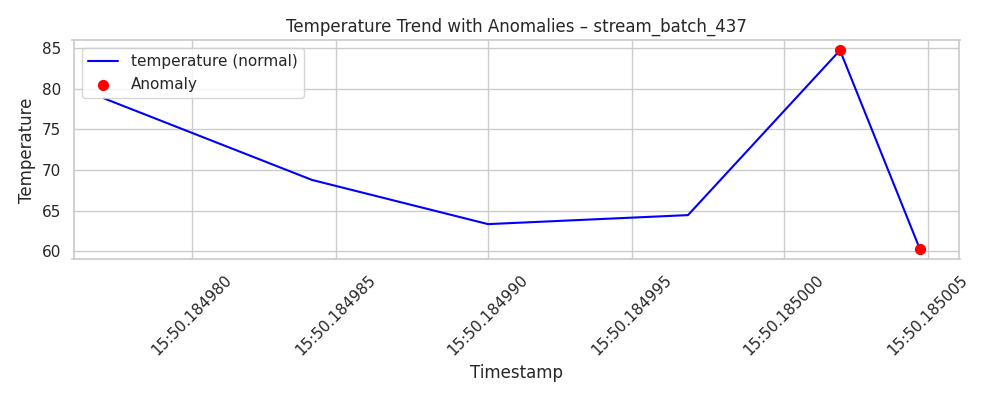 Temperature Trend with Anomalies – stream_batch_437
temperature (normal)
Anomaly
Temperature
85
80
75
70
65
60
15:50.184980
15:50.184985
15:50.184990
15:50.184995
15:50.185000
15:50.185005
Timestamp